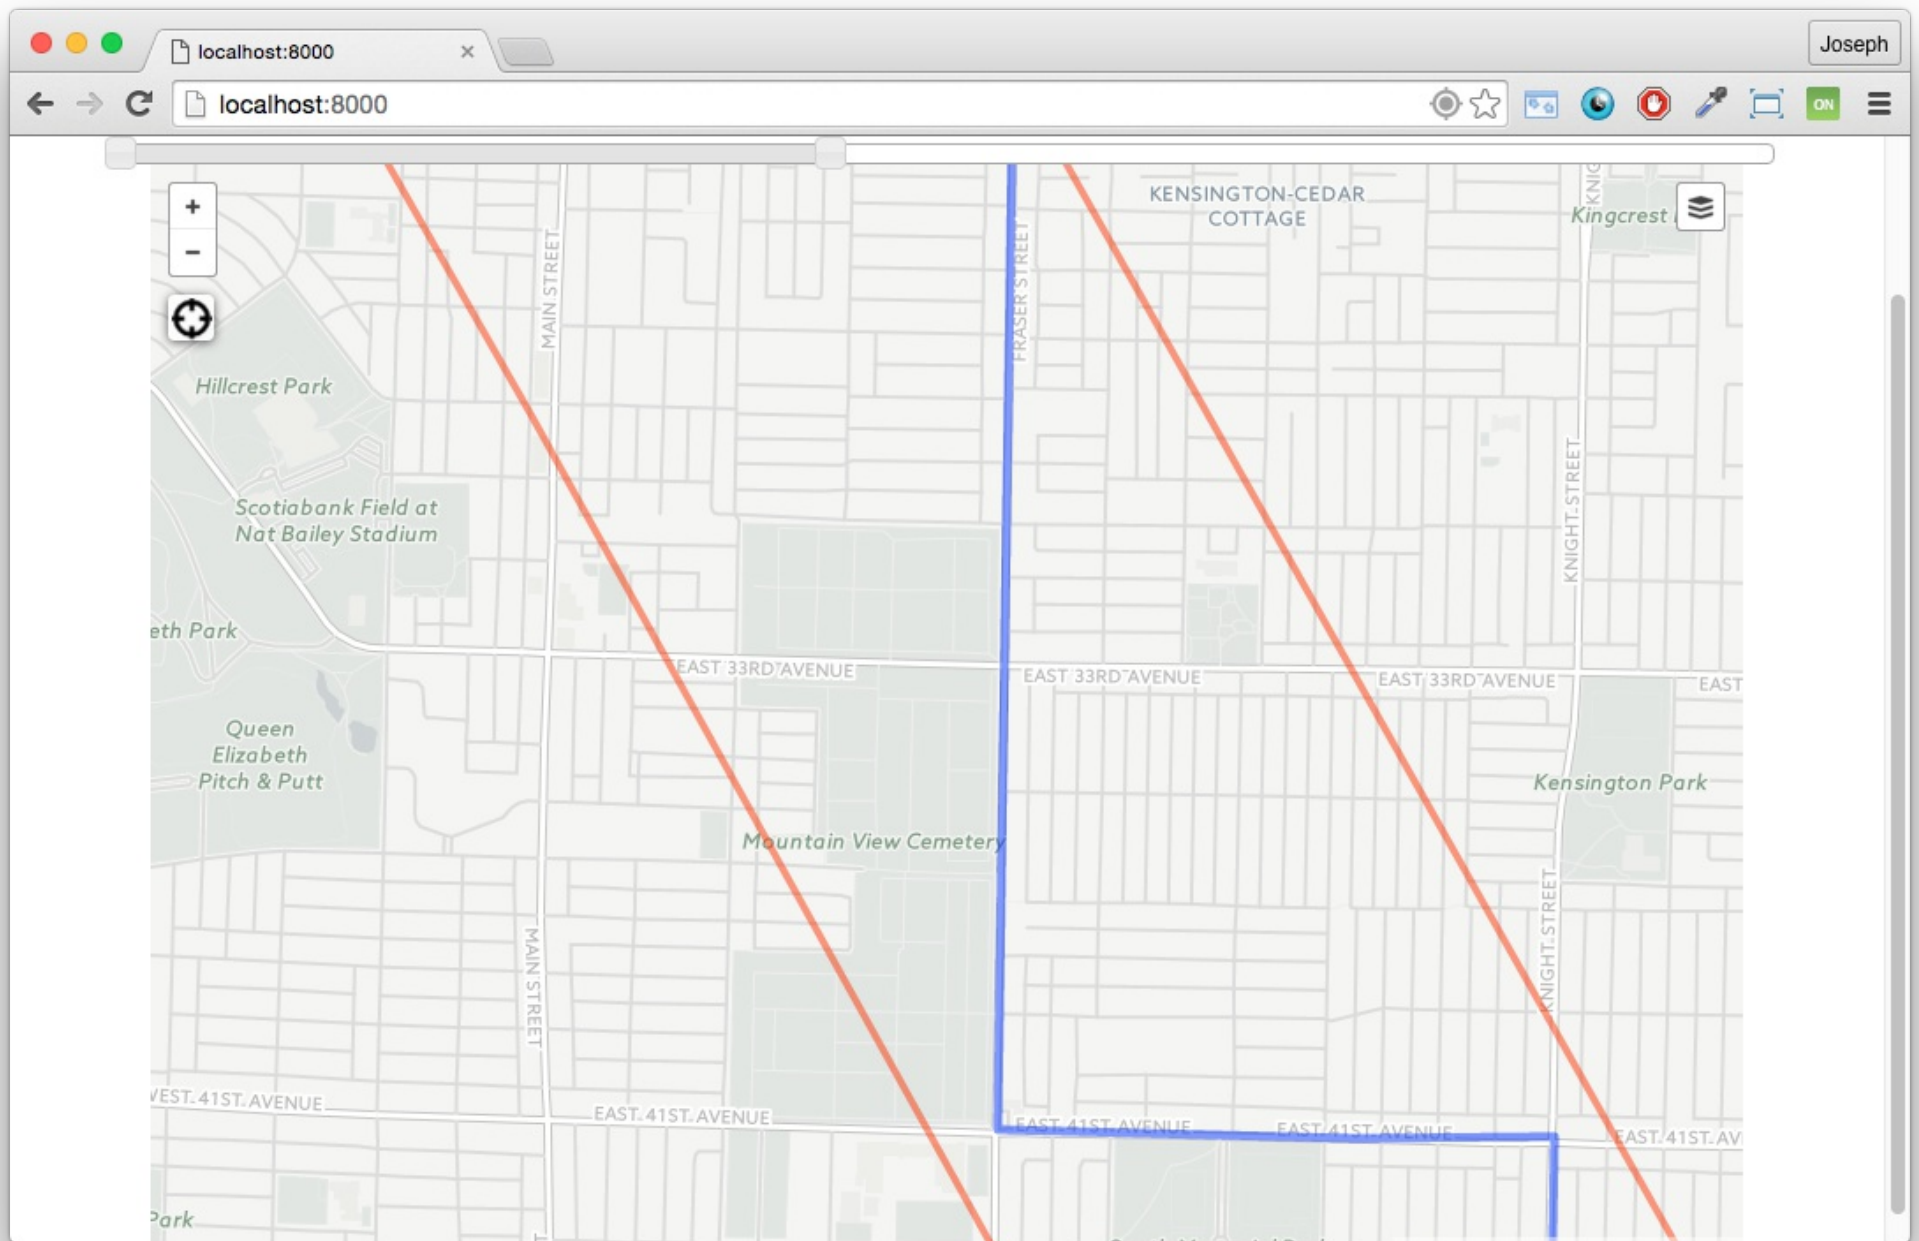 localhost:8000
Joseph
localhost:8000
ON
+
−
KENSINGTON-CEDAR
COTTAGE
KNIG
Kingcrest
MAIN STREET
FRASER STREET
Hillcrest Park
Scotiabank Field at
Nat Bailey Stadium
KNIGHT STREET
eth Park
EAST 33RD AVENUE
EAST 33RD AVENUE
EAST 33RD AVENUE
EAST
Queen
Elizabeth
Pitch & Putt
Kensington Park
Mountain View Cemetery
KNIGHT STREET
MAIN STREET
WEST 41ST AVENUE
EAST 41ST AVENUE
EAST 41ST AVENUE
EAST 41ST AVENUE
EAST 41ST AV
Park